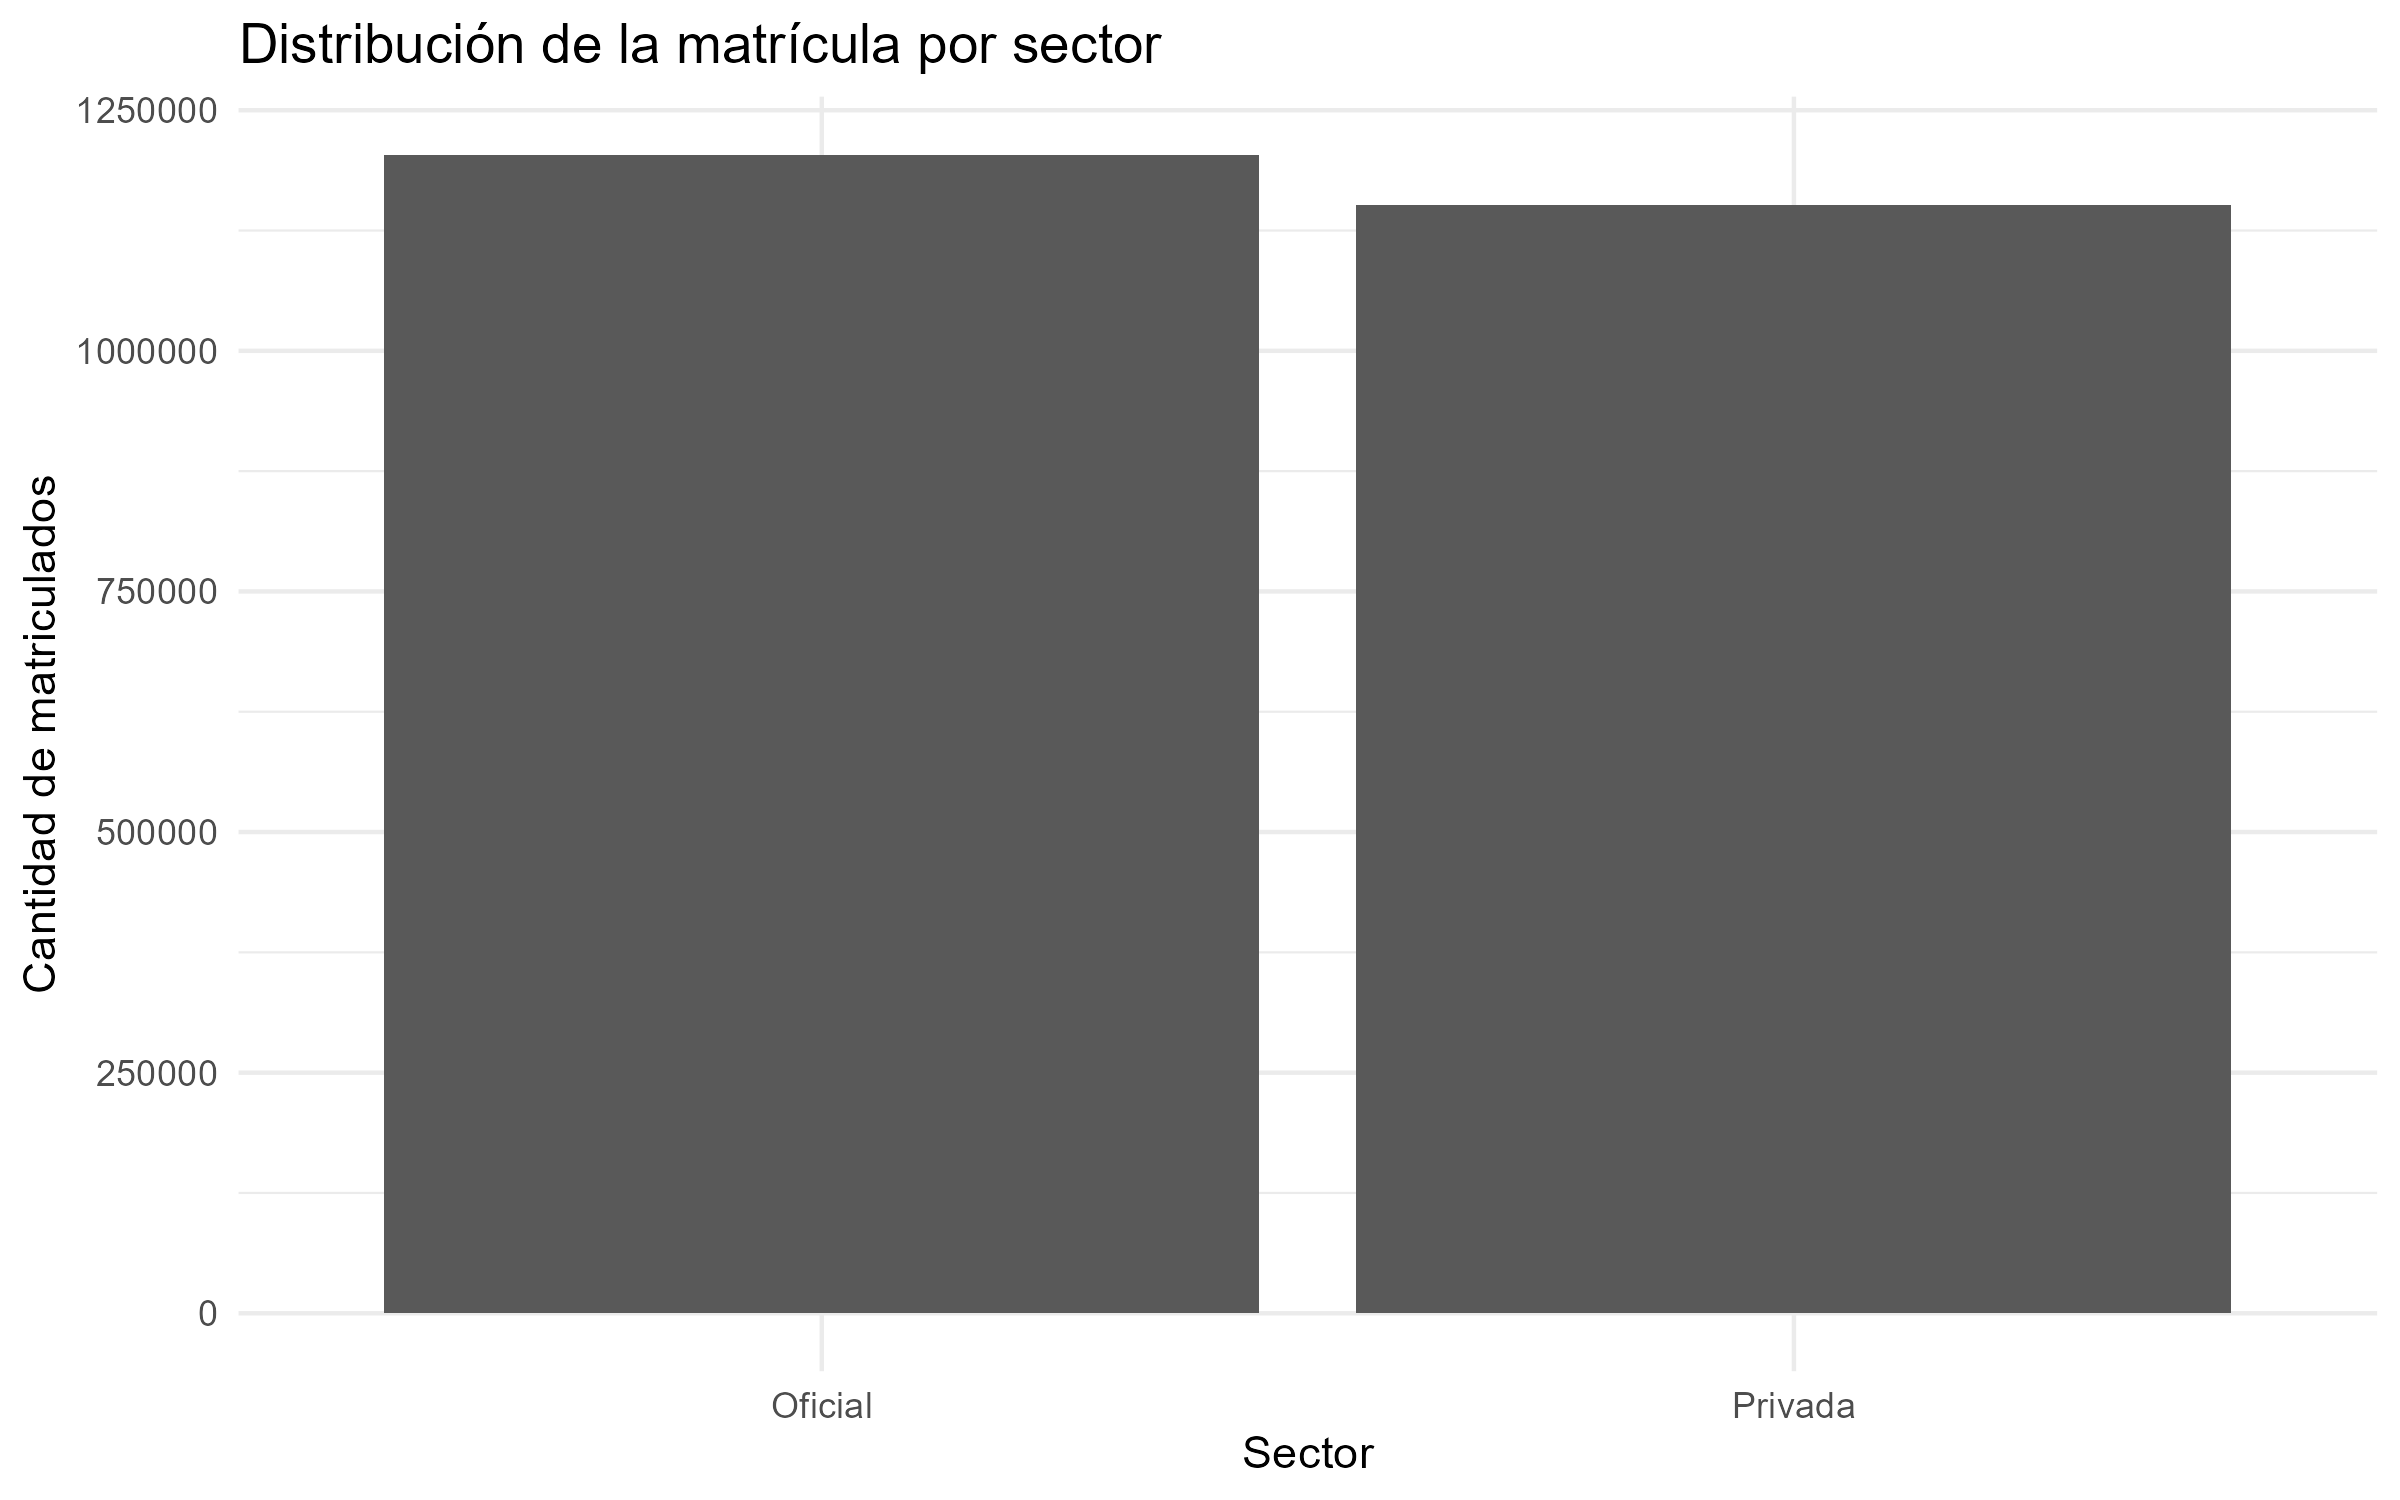 Distribución de la matrícula por sector
Cantidad de matriculados
1250000
1000000
750000
500000
250000
0
Oficial
Privada
Sector